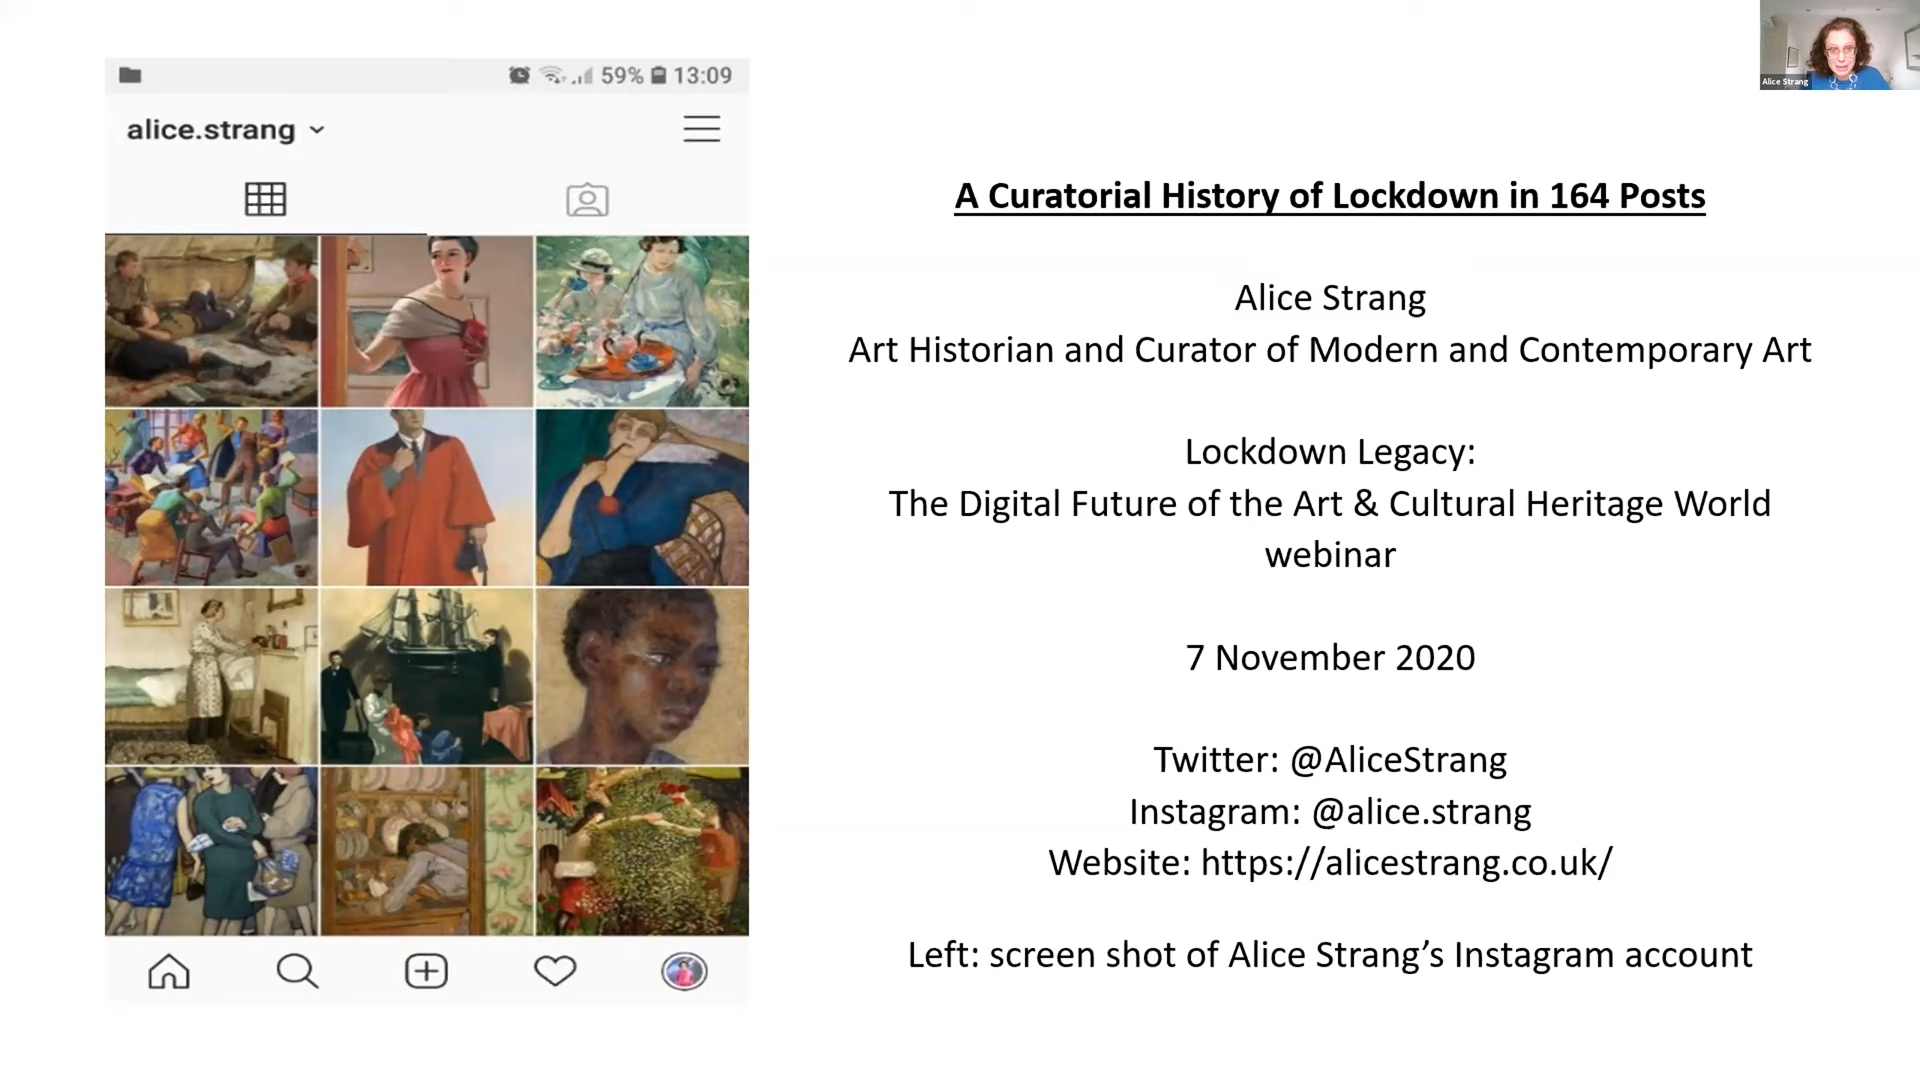 59% 13:09
alice.strang
A Curatorial History of Lockdown in 164 Posts
Alice Strang
Art Historian and Curator of Modern and Contemporary Art
Lockdown Legacy:
The Digital Future of the Art & Cultural Heritage World
webinar
7 November 2020
Twitter: @AliceStrang
Instagram: @alice.strang
Website: https://alicestrang.co.uk/
Left: screen shot of Alice Strang’s Instagram account
Alice Strang